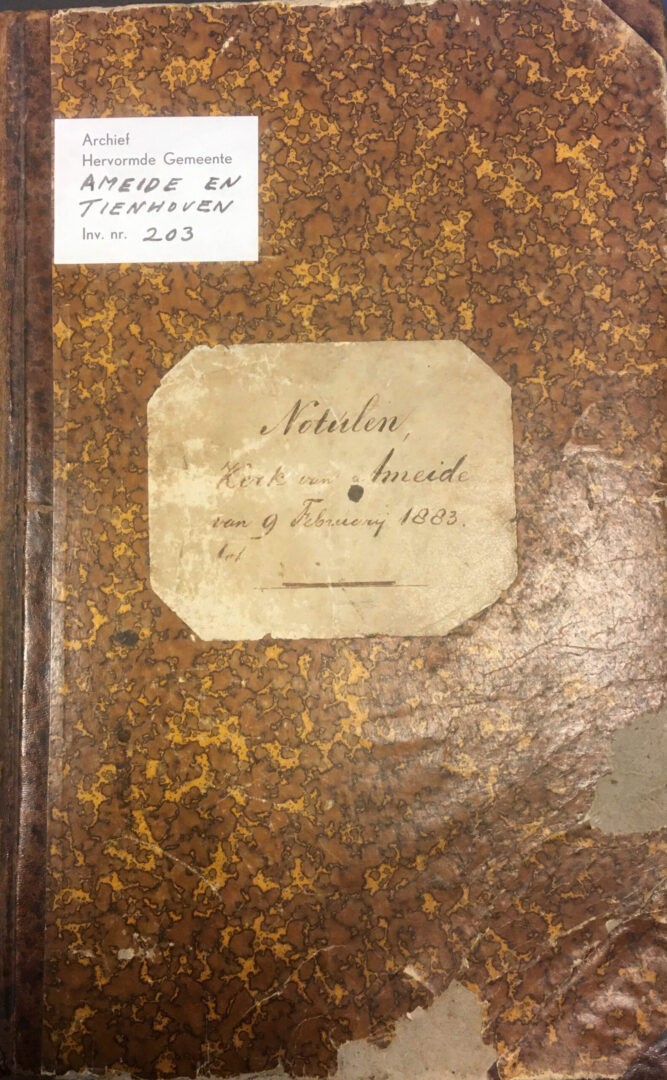 Archief
Hervormde Gemeente
AMEIDE EN
TIENHOVEN
Inv. nr. 203
Notulen,
Kerk van Ameide
van 9 Februarij 1883.
tot